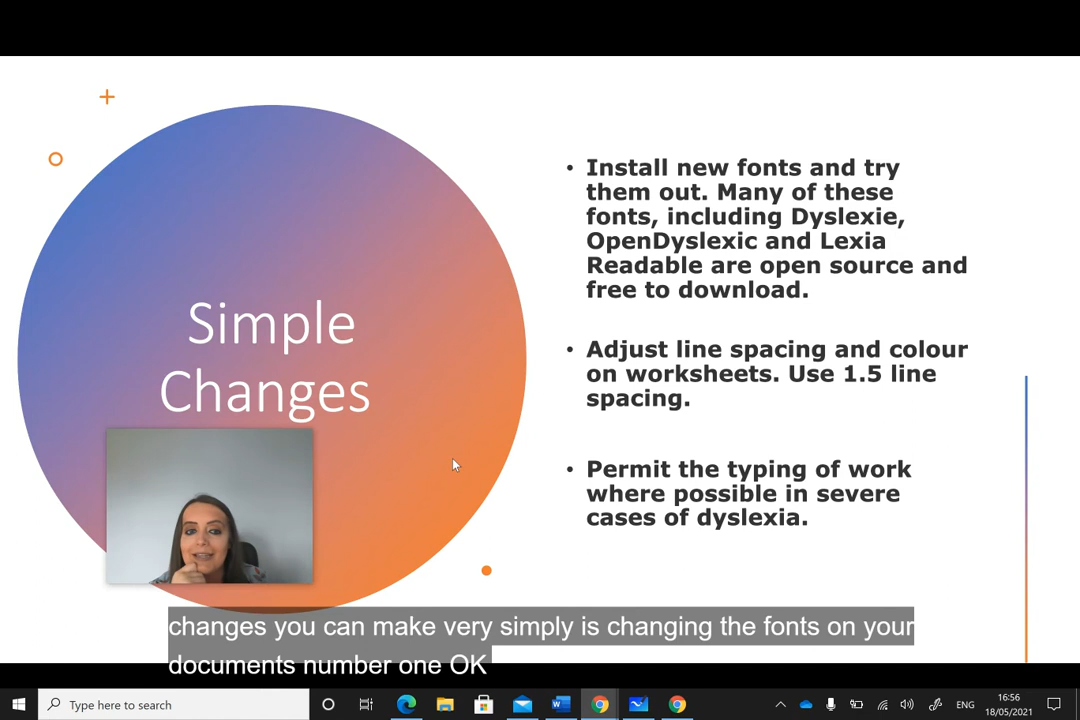 Simple
Changes
• Install new fonts and try
them out. Many of these
fonts, including Dyslexie,
OpenDyslexic and Lexia
Readable are open source and
free to download.
• Adjust line spacing and colour
on worksheets. Use 1.5 line
spacing.
• Permit the typing of work
where possible in severe
cases of dyslexia.
changes you can make very simply is changing the fonts on your
documents number one OK
Type here to search
ENG
16:56
18/05/2021